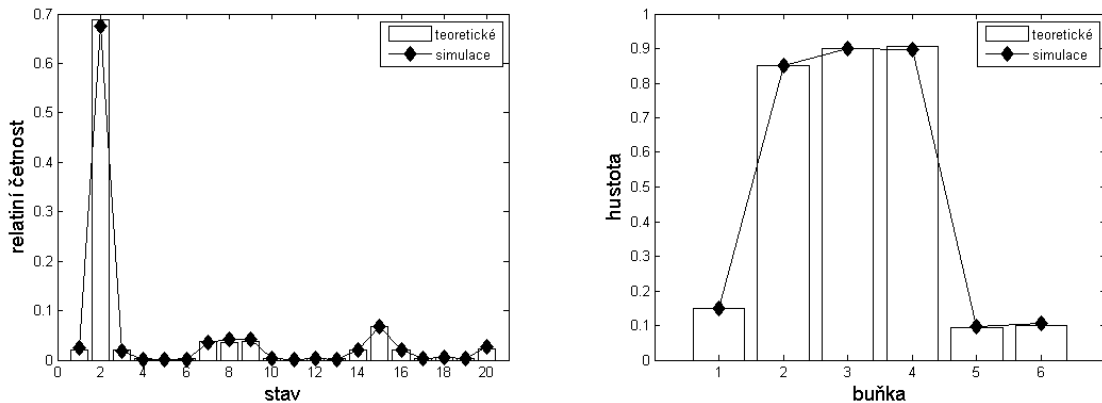 0.7
0.6
0.5
0.4
0.3
0.2
0.1
0
relatiní četnost
0 2 4 6 8 10 12 14 16 18 20
stav
teoretické
simulace
1
0.9
0.8
0.7
0.6
0.5
0.4
0.3
0.2
0.1
0
hustota
1 2 3 4 5 6
buňka
teoretické
simulace